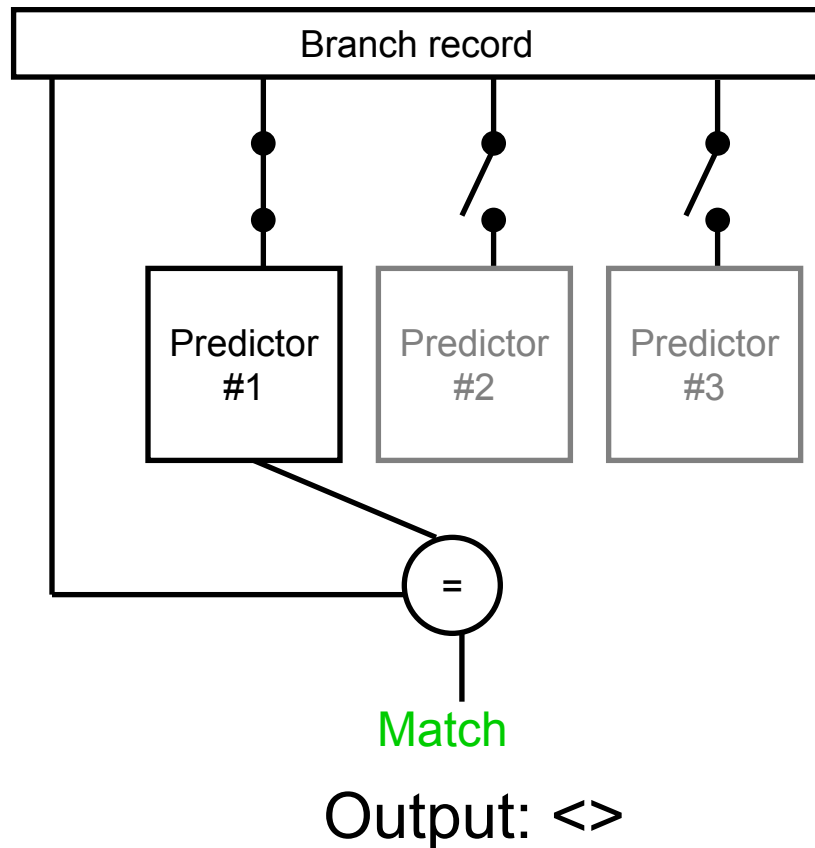 Branch record
Predictor
#1
Predictor
#2
Predictor
#3
=
Match
Output: <>